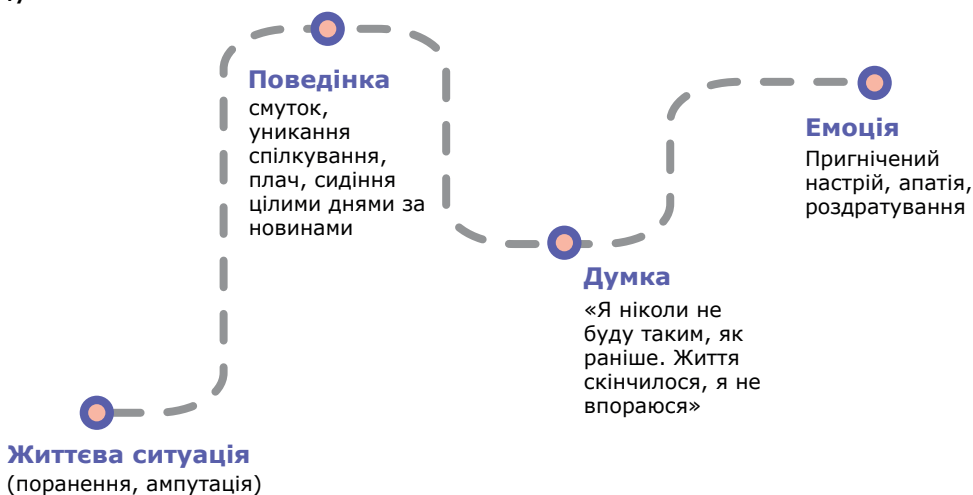 Поведінка
смуток,
уникання
спілкування,
плач, сидіння
цілими днями за
новинами
Емоція
Пригнічений
настрій, апатія,
роздратування
Думка
«Я ніколи не
буду таким, як
раніше. Життя
скінчилося, я не
впораюся»
Життєва ситуація
(поранення, ампутація)